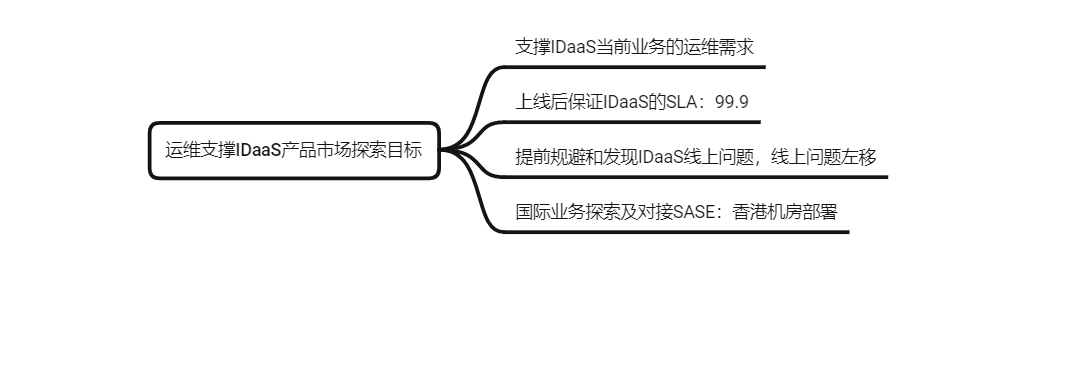 支撑IDaaS当前业务的运维需求
上线后保证IDaaS的SLA：99.9
运维支撑IDaaS产品市场探索目标
提前规避和发现IDaaS线上问题，线上问题左移
国际业务探索及对接SASE：香港机房部署